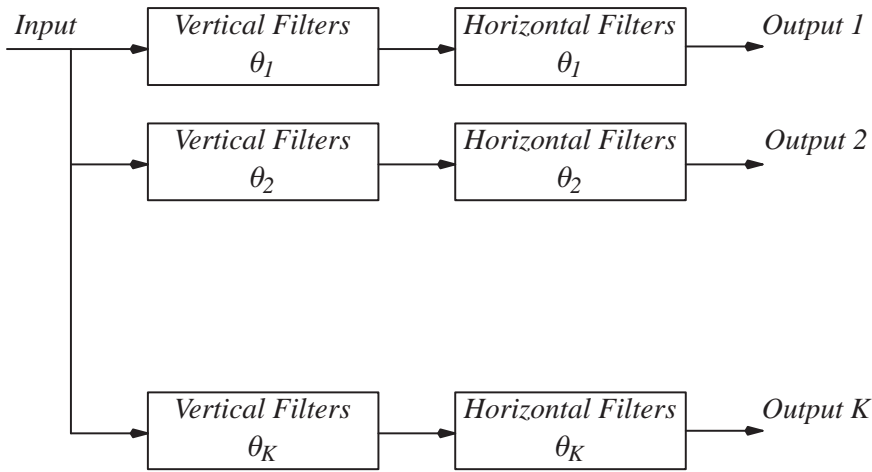 Input
Vertical Filters
θ1
Horizontal Filters
θ1
Output 1
Vertical Filters
θ2
Horizontal Filters
θ2
Output 2
Vertical Filters
θK
Horizontal Filters
θK
Output K